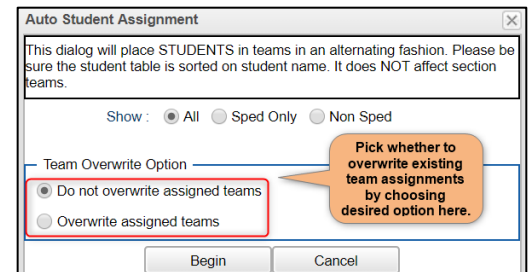 Auto Student Assignment
This dialog will place STUDENTS in teams in an alternating fashion. Please be
sure the student table is sorted on student name. It does NOT affect section
teams.
Show : All Sped Only Non Sped
Team Overwrite Option
Do not overwrite assigned teams
Overwrite assigned teams
Pick whether to
overwrite existing
team assignments
by choosing
desired option here.
Begin Cancel